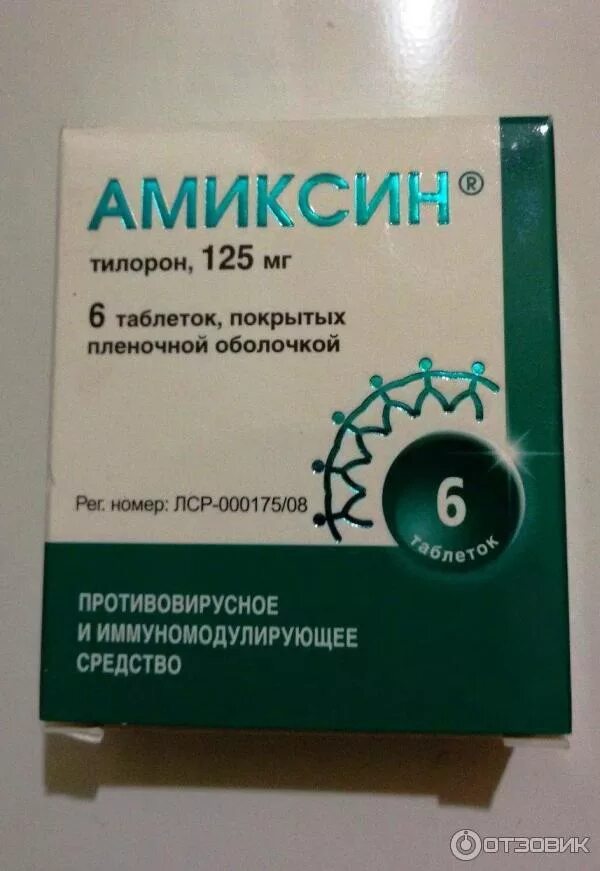 АМИКСИН®
тилорон, 125 мг
6 таблеток, покрытых
пленочной оболочкой
Рег. номер: ЛСР-000175/08
6
таблеток
ПРОТИВОВИРУСНОЕ
И ИММУНОМОДУЛИРУЮЩЕЕ
СРЕДСТВО
ОТЗОВИК